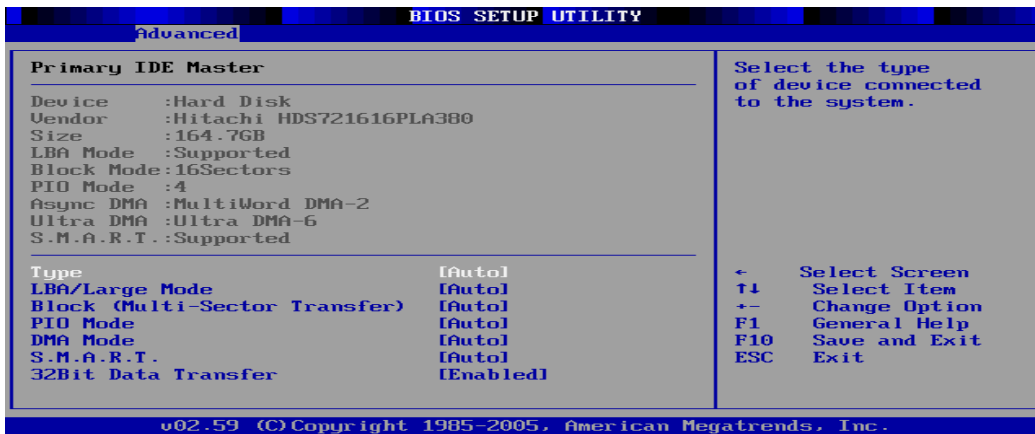 BIOS SETUP UTILITY
Advanced
Primary IDE Master
Device :Hard Disk
Vendor :Hitachi HDS721616PLA380
Size :164.7GB
LBA Mode :Supported
Block Mode:16Sectors
PIO Mode :4
Async DMA :MultiWord DMA-2
Ultra DMA :Ultra DMA-6
S.M.A.R.T.:Supported
Type [Auto]
LBA/Large Mode [Auto]
Block (Multi-Sector Transfer) [Auto]
PIO Mode [Auto]
DMA Mode [Auto]
S.M.A.R.T. [Auto]
32Bit Data Transfer [Enabled]
Select the type
of device connected
to the system.
← Select Screen
↑↓ Select Item
+- Change Option
F1 General Help
F10 Save and Exit
ESC Exit
v02.59 (C)Copyright 1985-2005, American Megatrends, Inc.